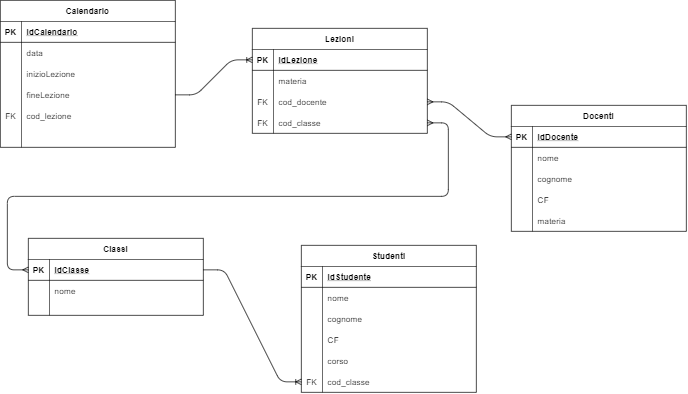 Calendario
PK IdCalendario
data
inizioLezione
fineLezione
FK cod_lezione
Lezioni
PK IdLezione
materia
FK cod_docente
FK cod_classe
Docenti
PK IdDocente
nome
cognome
CF
materia
Classi
PK IdClasse
nome
Studenti
PK IdStudente
nome
cognome
CF
corso
FK cod_classe